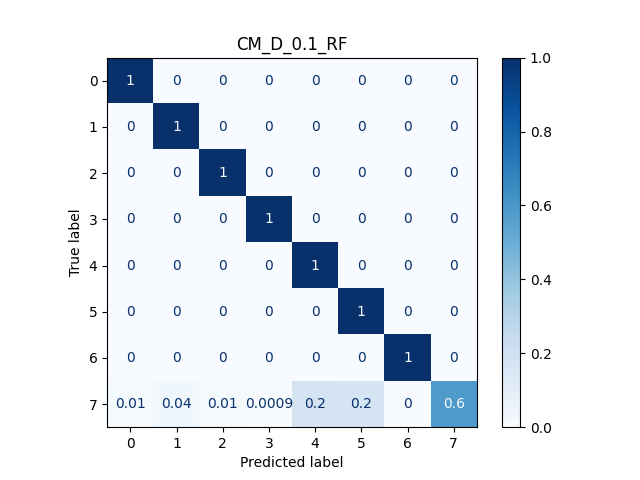 CM_D_0.1_RF
0 1 0 0 0 0 0 0 0 1.0
1 0 1 0 0 0 0 0 0
2 0 0 1 0 0 0 0 0 0.8
3 0 0 0 1 0 0 0 0 0.6
4 0 0 0 0 1 0 0 0
5 0 0 0 0 0 1 0 0 0.4
6 0 0 0 0 0 0 1 0 0.2
7 0.01 0.04 0.01 0.0009 0.2 0.2 0 0.6 0.0
0 1 2 3 4 5 6 7
True label
Predicted label